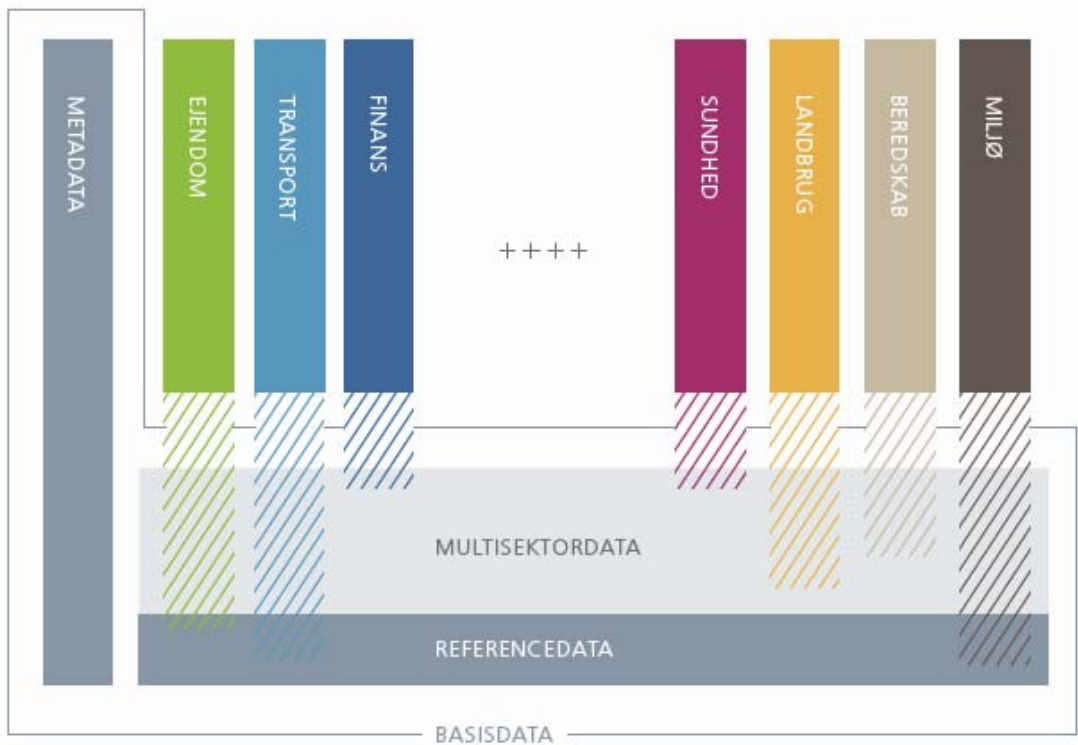 METADATA
EJENDOM
TRANSPORT
FINANS
++++
SUNDHED
LANDBRUG
BEREDSKAB
MILJØ
MULTISEKTORDATA
REFERENCEDATA
BASISDATA